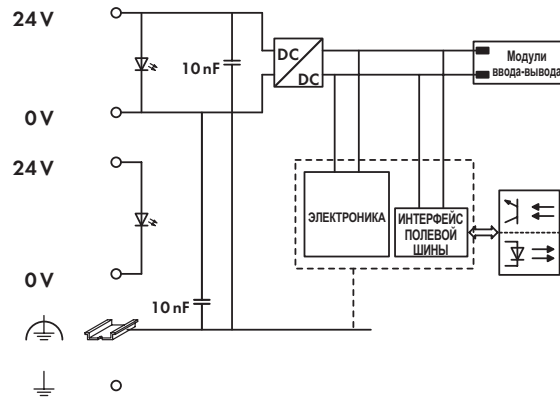 24 V
10 nF
DC
DC
Модули
ввода-вывода
0 V
24 V
ЭЛЕКТРОНИКА
ИНТЕРФЕЙС
ПОЛЕВОЙ
ШИНЫ
0 V
10 nF